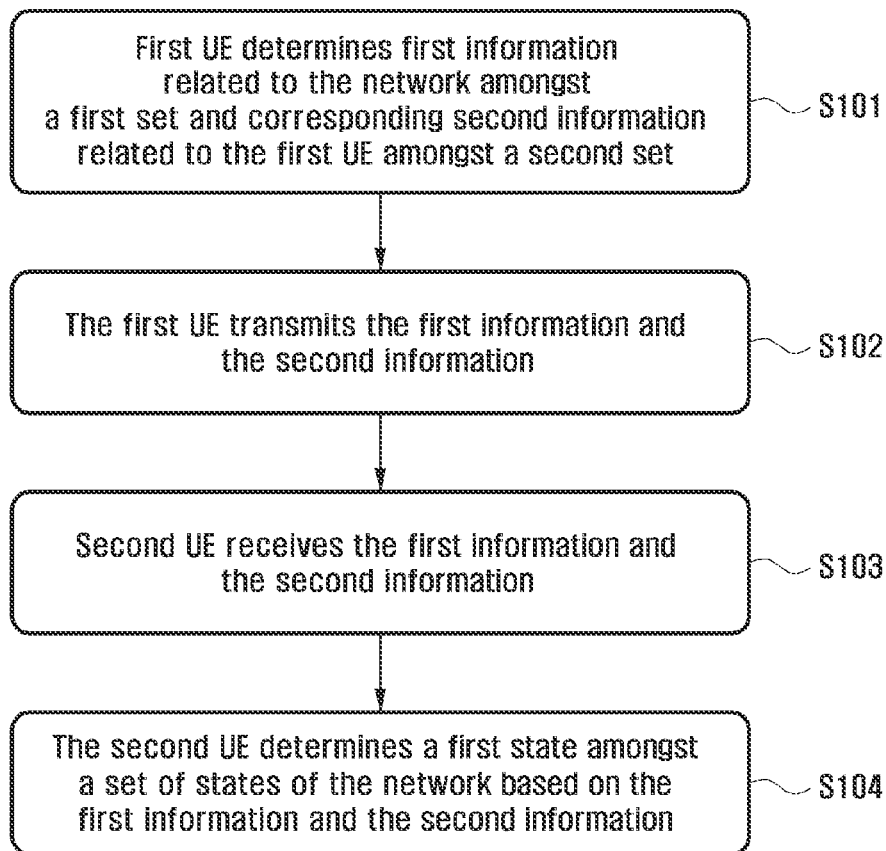 First UE determines first information
related to the network amongst
a first set and corresponding second information
related to the first UE amongst a second set
S101
The first UE transmits the first information and
the second information
S102
Second UE receives the first information and
the second information
S103
The second UE determines a first state amongst
a set of states of the network based on the
first information and the second information
S104